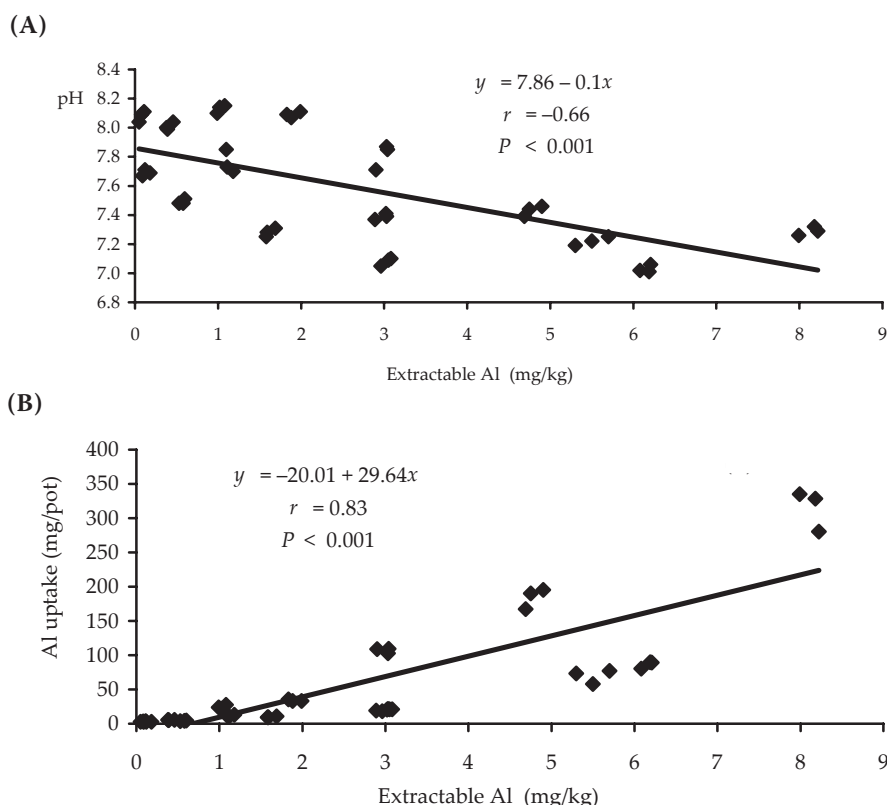 (A)
pH
8.4
8.2
8.0
7.8
7.6
7.4
7.2
7.0
6.8
y = 7.86 – 0.1x
r = –0.66
P < 0.001
0 1 2 3 4 5 6 7 8 9
Extractable Al (mg/kg)
(B)
Al uptake (mg/pot)
400
350
300
250
200
150
100
50
0
y = –20.01 + 29.64x
r = 0.83
P < 0.001
0 1 2 3 4 5 6 7 8 9
Extractable Al (mg/kg)